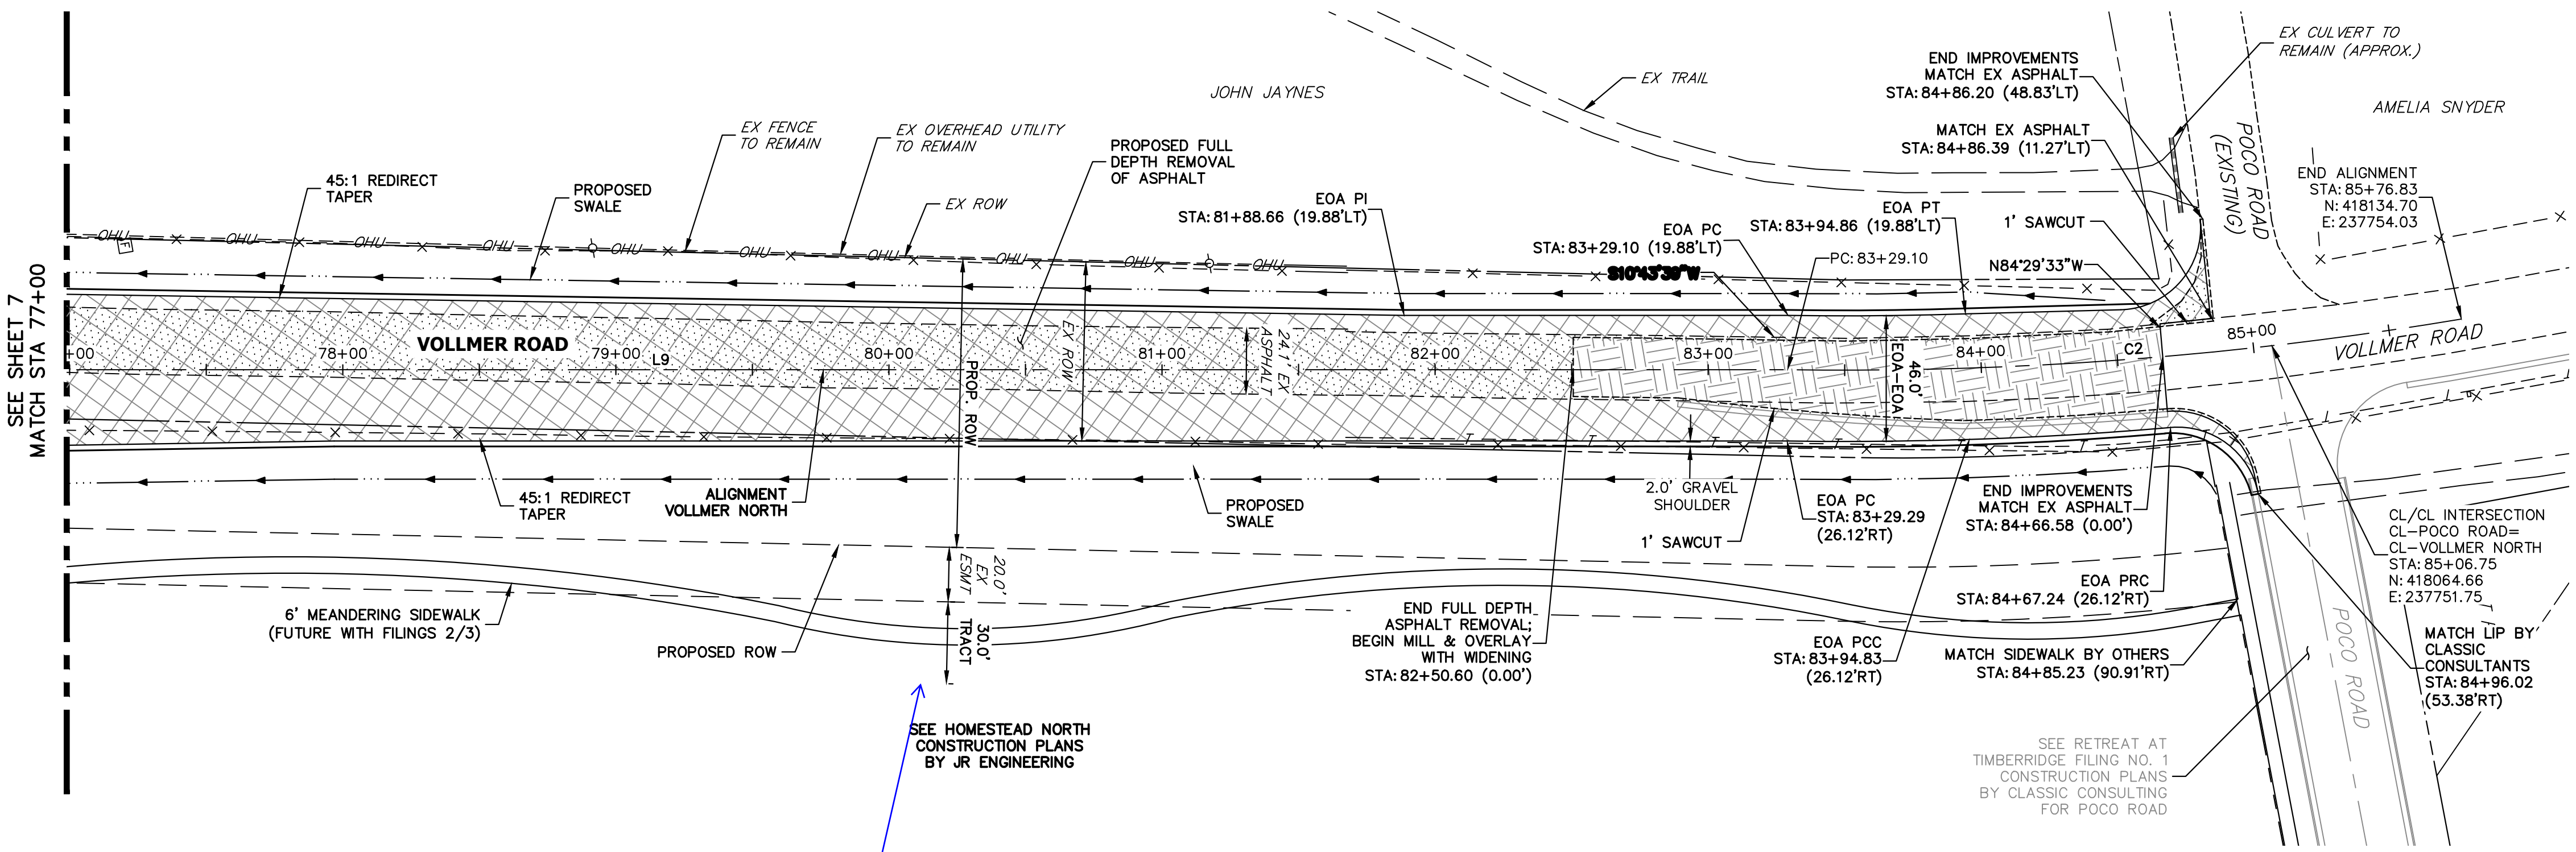 SEE SHEET 7
MATCH STA 77+00
45:1 REDIRECT
TAPER
PROPOSED
SWALE
EX FENCE
TO REMAIN
EX OVERHEAD UTILITY
TO REMAIN
EX ROW
PROPOSED FULL
DEPTH REMOVAL
OF ASPHALT
JOHN JAYNES
EX TRAIL
EOA PI
STA: 81+88.66 (19.88'LT)
EOA PC
STA: 83+29.10 (19.88'LT)
S10°43'39"W
PC: 83+29.10
EOA PT
STA: 83+94.86 (19.88'LT)
END IMPROVEMENTS
MATCH EX ASPHALT
STA: 84+86.20 (48.83'LT)
MATCH EX ASPHALT
STA: 84+86.39 (11.27'LT)
1' SAWCUT
N84°29'33"W
EX CULVERT TO
REMAIN (APPROX.)
AMELIA SNYDER
POCO ROAD
(EXISTING)
END ALIGNMENT
STA: 85+76.83
N: 418134.70
E: 237754.03
OHU
OHU
OHU
OHU
OHU
OHU
OHU
OHU
OHU
OHU
F
+00
78+00
VOLLMER ROAD
79+00
L9
80+00
PROP. ROW
EX ROW
81+00
24.1' EX
ASPHALT
82+00
83+00
46.0'
EOA-EOA
84+00
C2
85+00
VOLLMER ROAD
T
T
T
T
T
45:1 REDIRECT
TAPER
ALIGNMENT
VOLLMER NORTH
PROPOSED
SWALE
2.0' GRAVEL
SHOULDER
1' SAWCUT
EOA PC
STA: 83+29.29
(26.12'RT)
END IMPROVEMENTS
MATCH EX ASPHALT
STA: 84+66.58 (0.00')
CL/CL INTERSECTION
CL-POCO ROAD=
CL-VOLLMER NORTH
STA: 85+06.75
N: 418064.66
E: 237751.75
6' MEANDERING SIDEWALK
(FUTURE WITH FILINGS 2/3)
PROPOSED ROW
20.0'
EX
ESMT
30.0'
TRACT
END FULL DEPTH
ASPHALT REMOVAL;
BEGIN MILL & OVERLAY
WITH WIDENING
STA: 82+50.60 (0.00')
EOA PCC
STA: 83+94.83
(26.12'RT)
EOA PRC
STA: 84+67.24 (26.12'RT)
MATCH SIDEWALK BY OTHERS
STA: 84+85.23 (90.91'RT)
MATCH LIP BY
CLASSIC
CONSULTANTS
STA: 84+96.02
(53.38'RT)
POCO ROAD
SEE HOMESTEAD NORTH
CONSTRUCTION PLANS
BY JR ENGINEERING
SEE RETREAT AT
TIMBERRIDGE FILING NO. 1
CONSTRUCTION PLANS
BY CLASSIC CONSULTING
FOR POCO ROAD